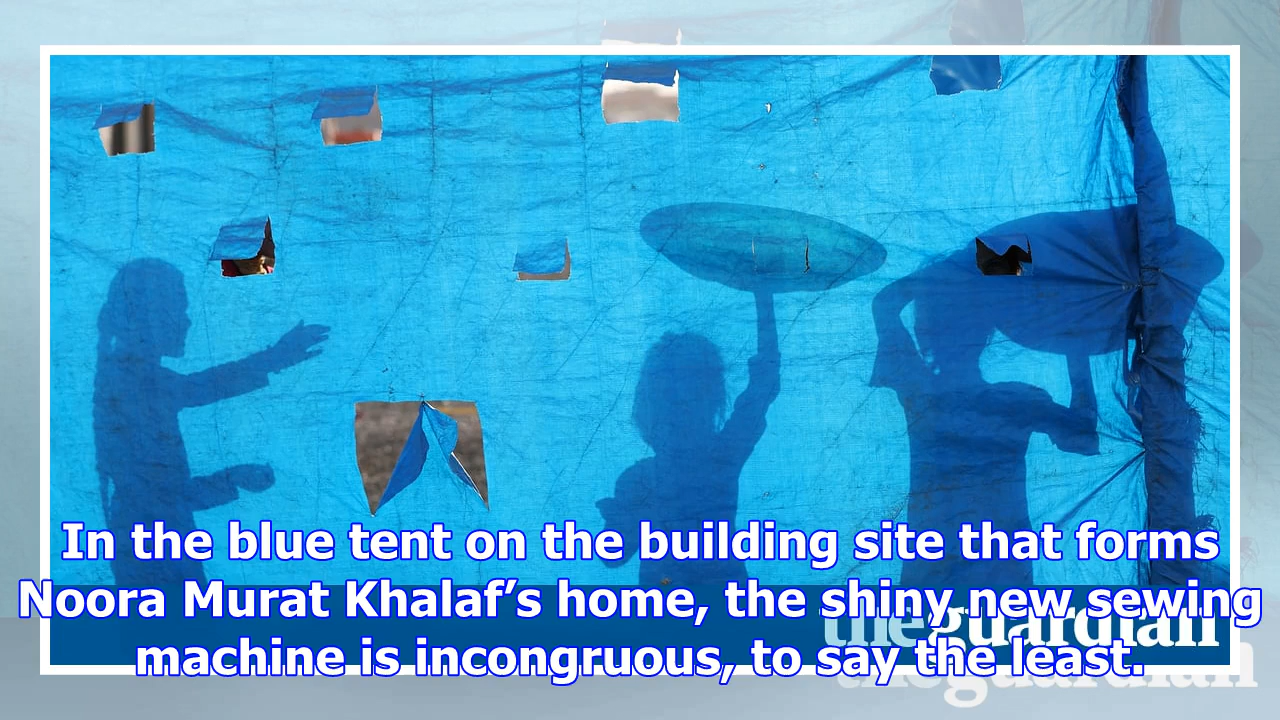 In the blue tent on the building site that forms
Noora Murat Khalaf’s home, the shiny new sewing
machine is incongruous, to say the least.
theguardian
theguardian